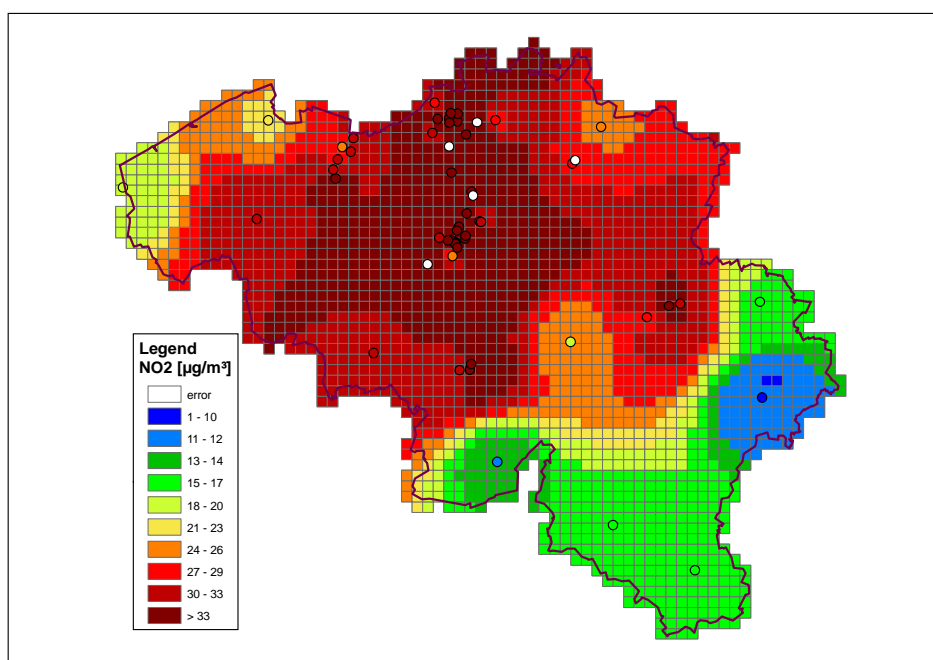 Legend
NO2 [µg/m³]
error
1 - 10
11 - 12
13 - 14
15 - 17
18 - 20
21 - 23
24 - 26
27 - 29
30 - 33
> 33